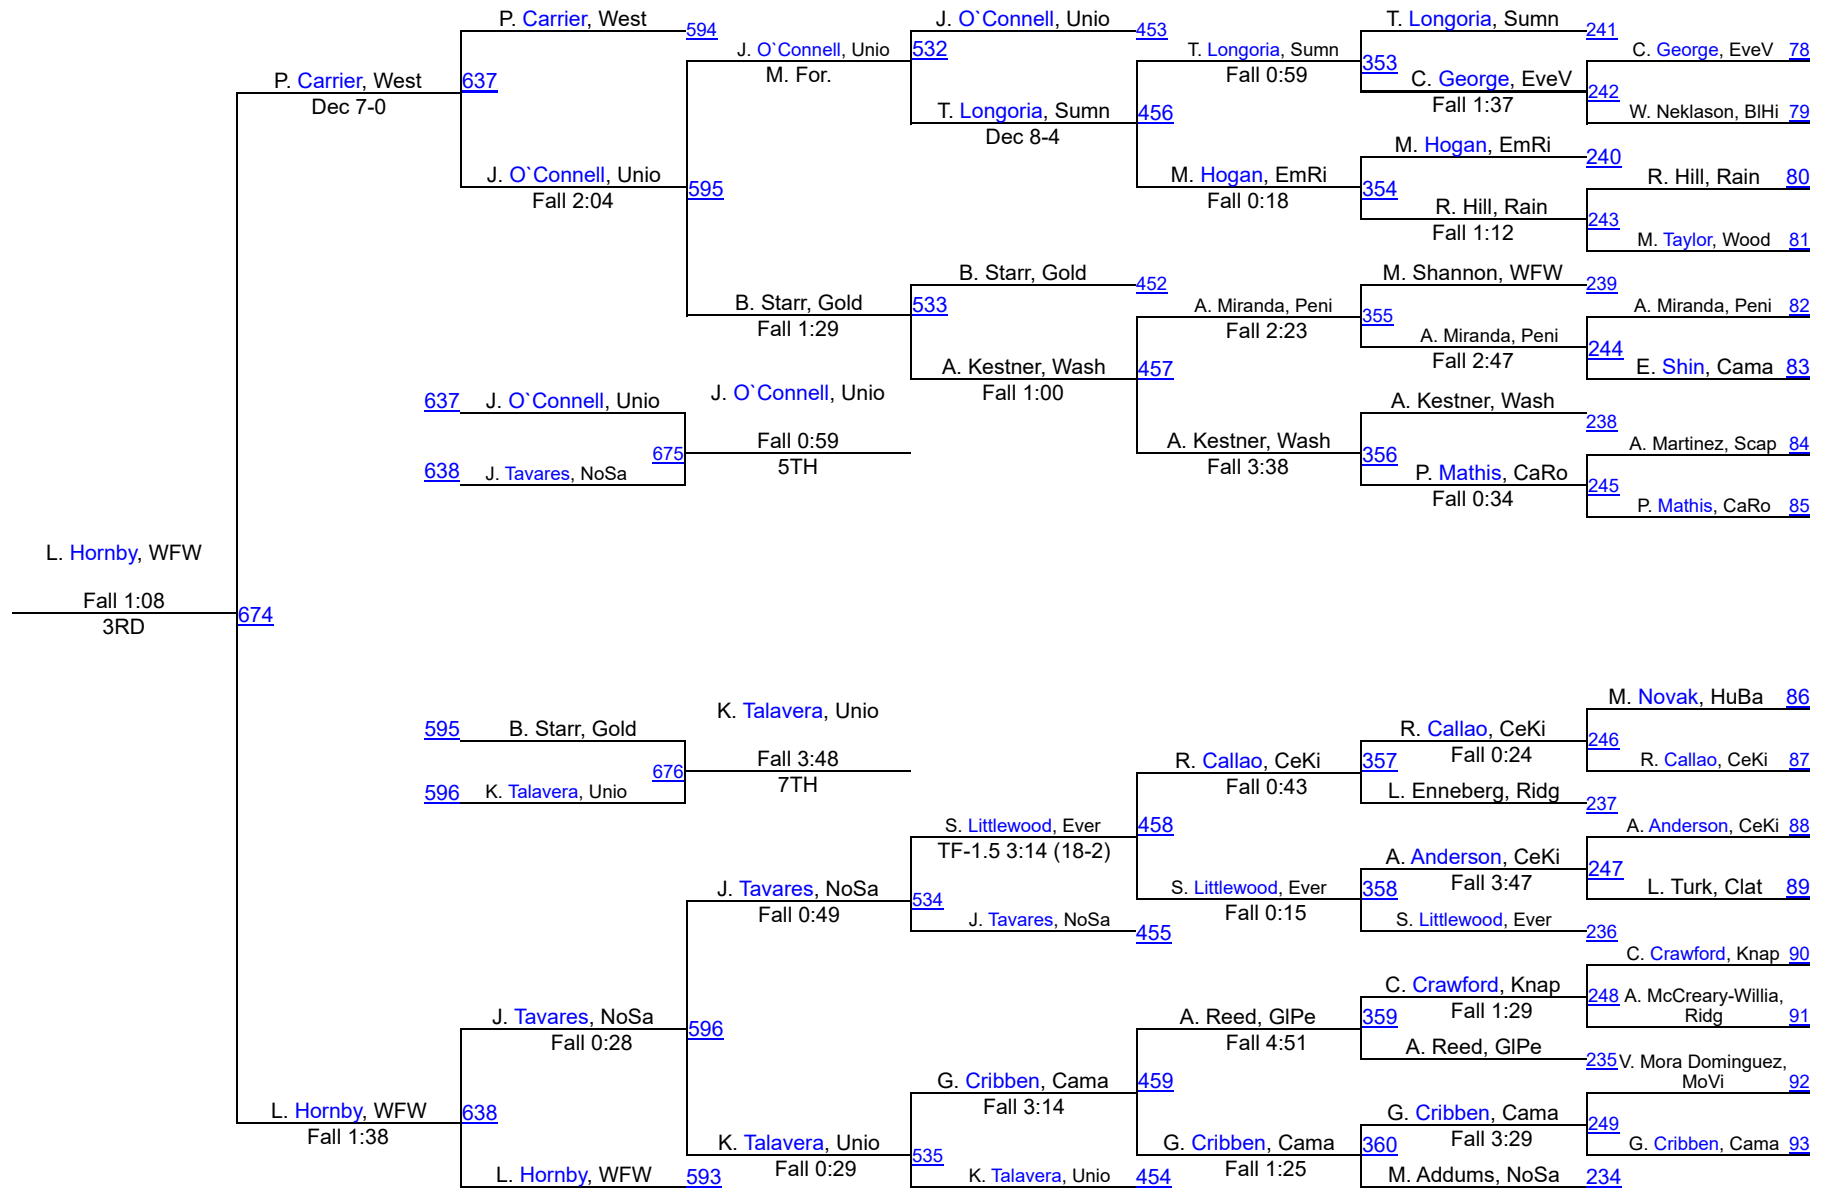 P. Carrier, West
594
J. O`Connell, Unio
453
T. Longoria, Sumn
241
J. O`Connell, Unio
532
T. Longoria, Sumn
C. George, EveV 78
M. For.
Fall 0:59
353
P. Carrier, West
637
C. George, EveV
242
Dec 7-0
Fall 1:37
T. Longoria, Sumn
456
W. Neklason, BlHi 79
Dec 8-4
M. Hogan, EmRi
240
J. O`Connell, Unio
595
M. Hogan, EmRi
354
R. Hill, Rain 80
Fall 2:04
Fall 0:18
R. Hill, Rain
243
Fall 1:12
M. Taylor, Wood 81
B. Starr, Gold
452
M. Shannon, WFW
239
B. Starr, Gold
533
A. Miranda, Peni
355
A. Miranda, Peni 82
Fall 1:29
Fall 2:23
A. Miranda, Peni
244
Fall 2:47
A. Kestner, Wash
457
E. Shin, Cama 83
Fall 1:00
J. O`Connell, Unio
637 J. O`Connell, Unio
A. Kestner, Wash
238
Fall 0:59
675
5TH
A. Kestner, Wash
356
A. Martinez, Scap 84
Fall 3:38
638 J. Tavares, NoSa
P. Mathis, CaRo
245
Fall 0:34
P. Mathis, CaRo 85
L. Hornby, WFW
Fall 1:08
674
3RD
M. Novak, HuBa 86
K. Talavera, Unio
595 B. Starr, Gold
R. Callao, CeKi
246
Fall 0:24
Fall 3:48
676
7TH
R. Callao, CeKi
357
R. Callao, CeKi 87
Fall 0:43
596 K. Talavera, Unio
L. Enneberg, Ridg
237
S. Littlewood, Ever
458
A. Anderson, CeKi 88
TF-1.5 3:14 (18-2)
A. Anderson, CeKi
247
Fall 3:47
J. Tavares, NoSa
534
S. Littlewood, Ever
358
L. Turk, Clat 89
Fall 0:49
Fall 0:15
J. Tavares, NoSa
455
S. Littlewood, Ever
236
C. Crawford, Knap 90
C. Crawford, Knap
248
A. McCreary-Willia,
Ridg 91
Fall 1:29
J. Tavares, NoSa
596
A. Reed, GlPe
359
Fall 0:28
Fall 4:51
A. Reed, GlPe
235
V. Mora Dominguez,
MoVi 92
G. Cribben, Cama
459
Fall 3:14
L. Hornby, WFW
638
G. Cribben, Cama
249
Fall 1:38
Fall 3:29
K. Talavera, Unio
535
G. Cribben, Cama
360
G. Cribben, Cama 93
Fall 0:29
Fall 1:25
L. Hornby, WFW
593
K. Talavera, Unio
454
M. Addums, NoSa
234